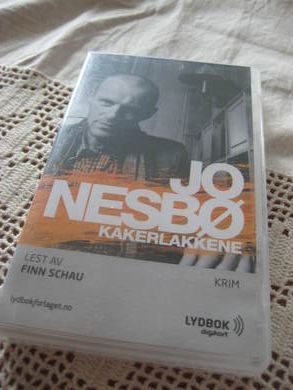 JO
NESBØ
KAKERLAKKENE
LEST AV
FINN SCHAU
KRIM
lydbokforlaget.no
LYDBOK
digikort